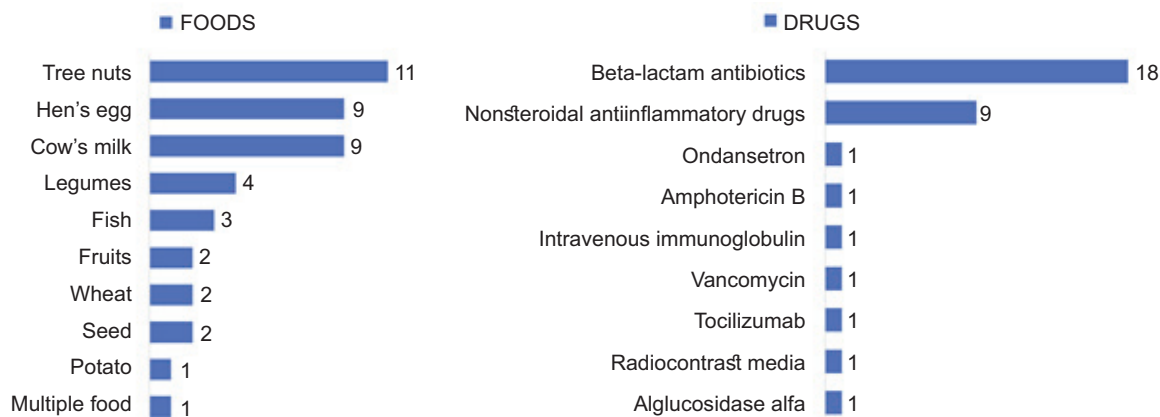 FOODS
Tree nuts 11
Hen's egg 9
Cow's milk 9
Legumes 4
Fish 3
Fruits 2
Wheat 2
Seed 2
Potato 1
Multiple food 1
DRUGS
Beta-lactam antibiotics 18
Nonsteroidal antiinflammatory drugs 9
Ondansetron 1
Amphotericin B 1
Intravenous immunoglobulin 1
Vancomycin 1
Tocilizumab 1
Radiocontrast media 1
Alglucosidase alfa 1